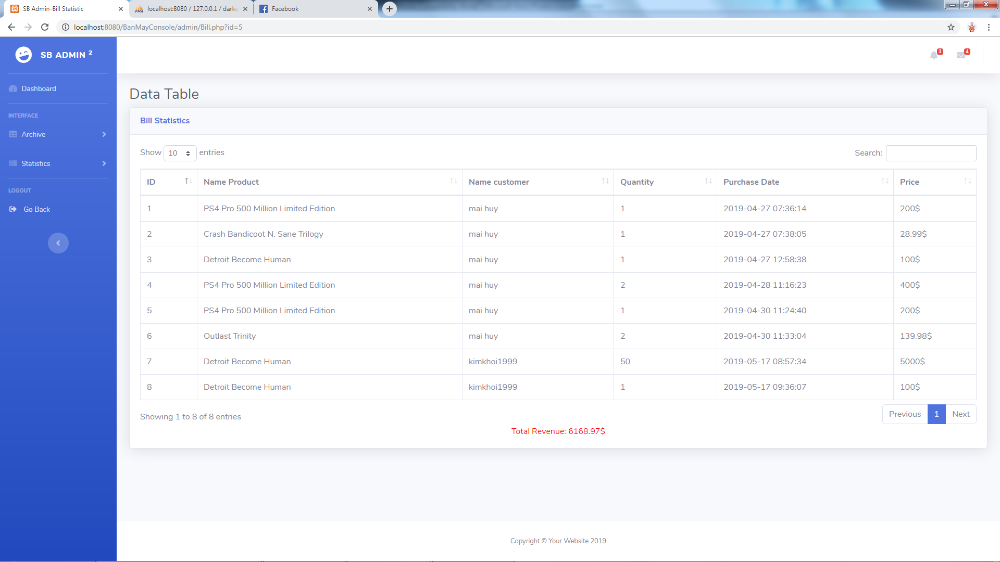 SB Admin-Bill Statistic
localhost:8080 / 127.0.0.1 / darks
Facebook
localhost:8080/BanMayConsole/admin/Bill.php?id=5
SB ADMIN 2
3
4
Dashboard
INTERFACE
Archive
Statistics
LOGOUT
Go Back
Data Table
Bill Statistics
Show 10 entries
Search:
ID Name Product Name customer Quantity Purchase Date Price
1 PS4 Pro 500 Million Limited Edition mai huy 1 2019-04-27 07:36:14 200$
2 Crash Bandicoot N. Sane Trilogy mai huy 1 2019-04-27 07:38:05 28.99$
3 Detroit Become Human mai huy 1 2019-04-27 12:58:38 100$
4 PS4 Pro 500 Million Limited Edition mai huy 2 2019-04-28 11:16:23 400$
5 PS4 Pro 500 Million Limited Edition mai huy 1 2019-04-30 11:24:40 200$
6 Outlast Trinity mai huy 2 2019-04-30 11:33:04 139.98$
7 Detroit Become Human kimkhoi1999 50 2019-05-17 08:57:34 5000$
8 Detroit Become Human kimkhoi1999 1 2019-05-17 09:36:07 100$
Showing 1 to 8 of 8 entries
Previous 1 Next
Total Revenue: 6168.97$
Copyright © Your Website 2019